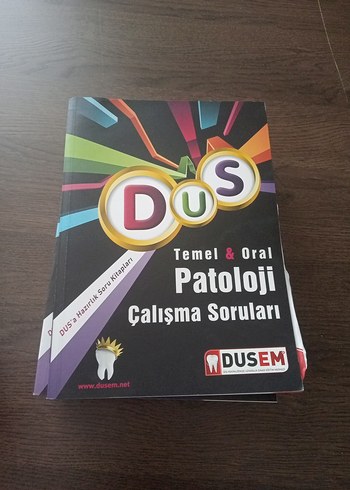 DUS
Temel & Oral
Patoloji
Çalışma Soruları
DUS'a Hazırlık Soru Kitapları
www.dusem.net
DUSEM